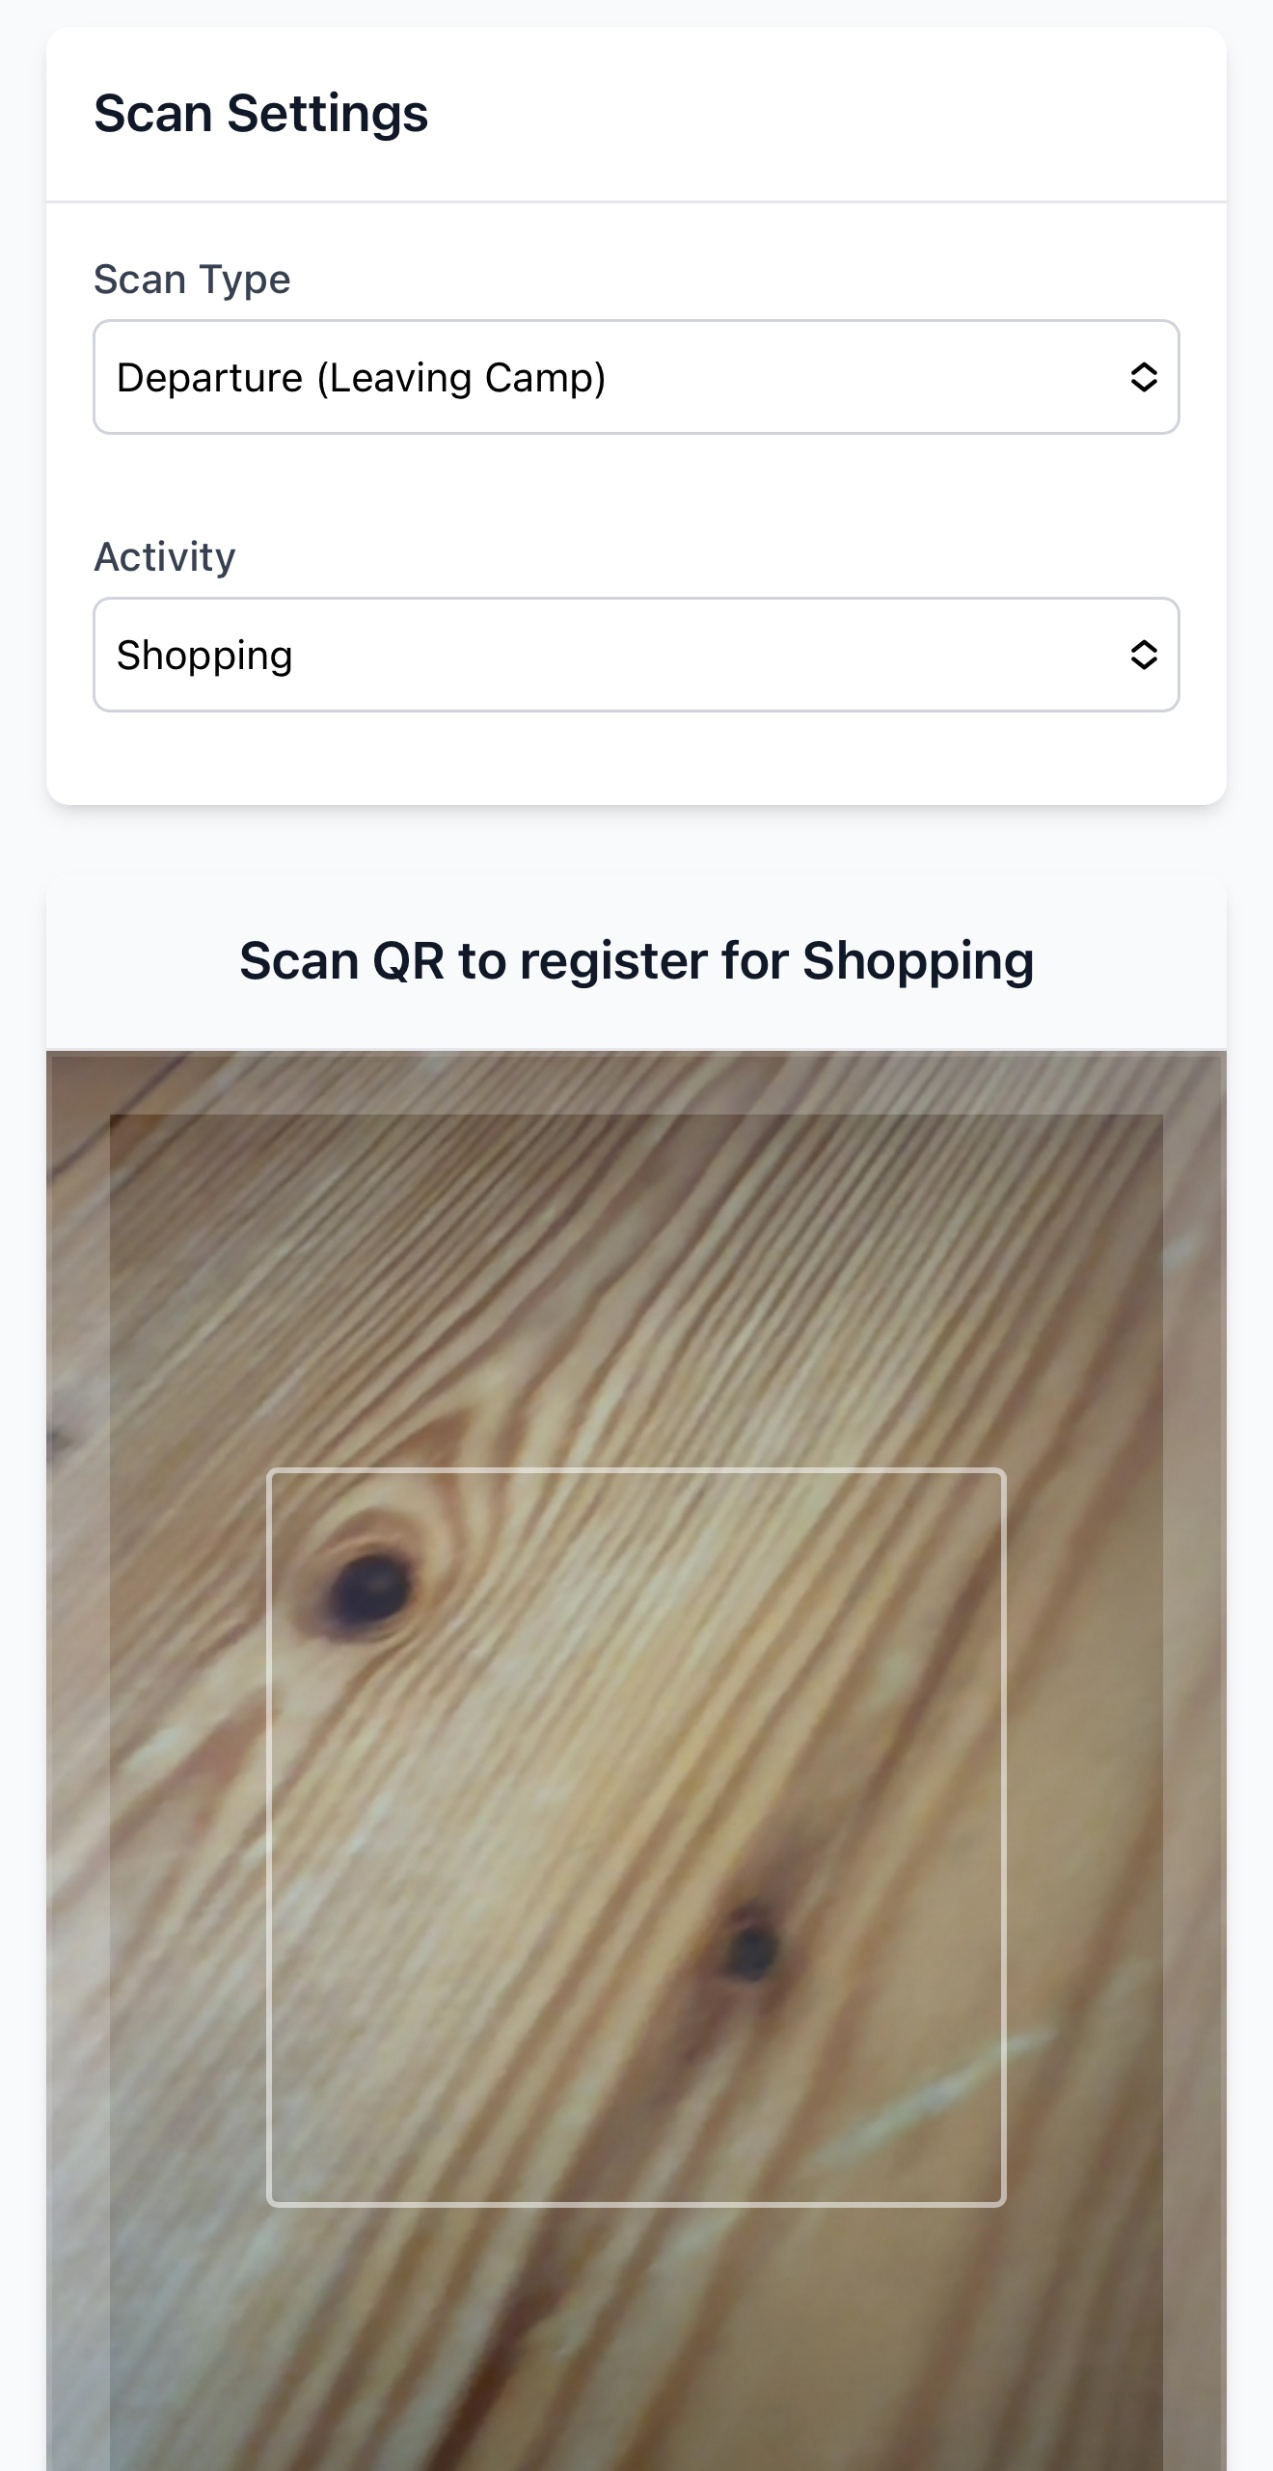 Scan Settings
Scan Type
Departure (Leaving Camp)
Activity
Shopping
Scan QR to register for Shopping